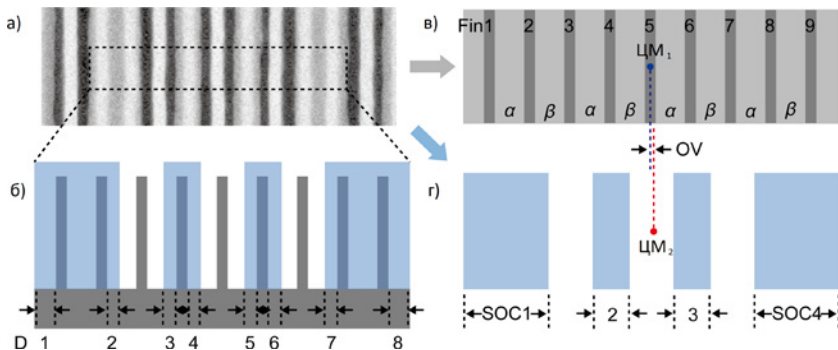 а)
б)
D 1 2 3 4 5 6 7 8
в)
Fin1 2 3 4 5 6 7 8 9
ЦМ1
α β α β α β α β
OV
г)
ЦМ2
SOC1 2 3 SOC4